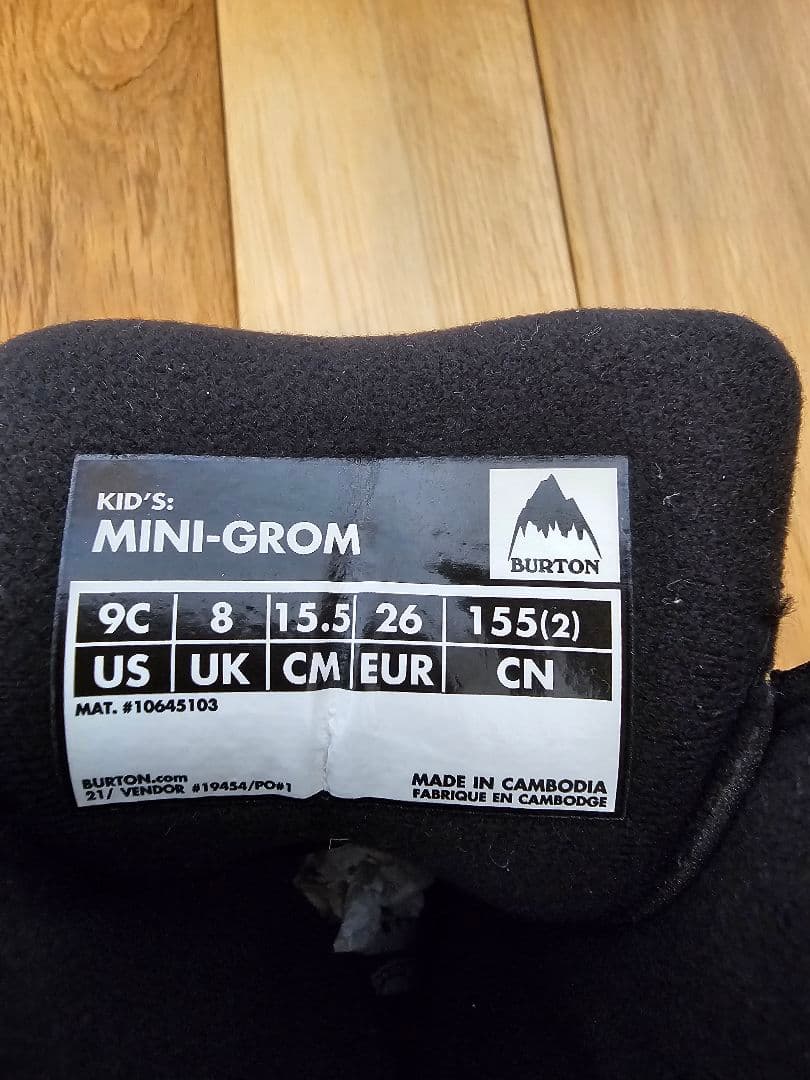 KID'S:
MINI-GROM
BURTON
9C 8 15.5 26 155(2)
US UK CM EUR CN
MAT. #10645103
BURTON.com
21/ VENDOR #19454/PO#1
MADE IN CAMBODIA
FABRIQUE EN CAMBODGE